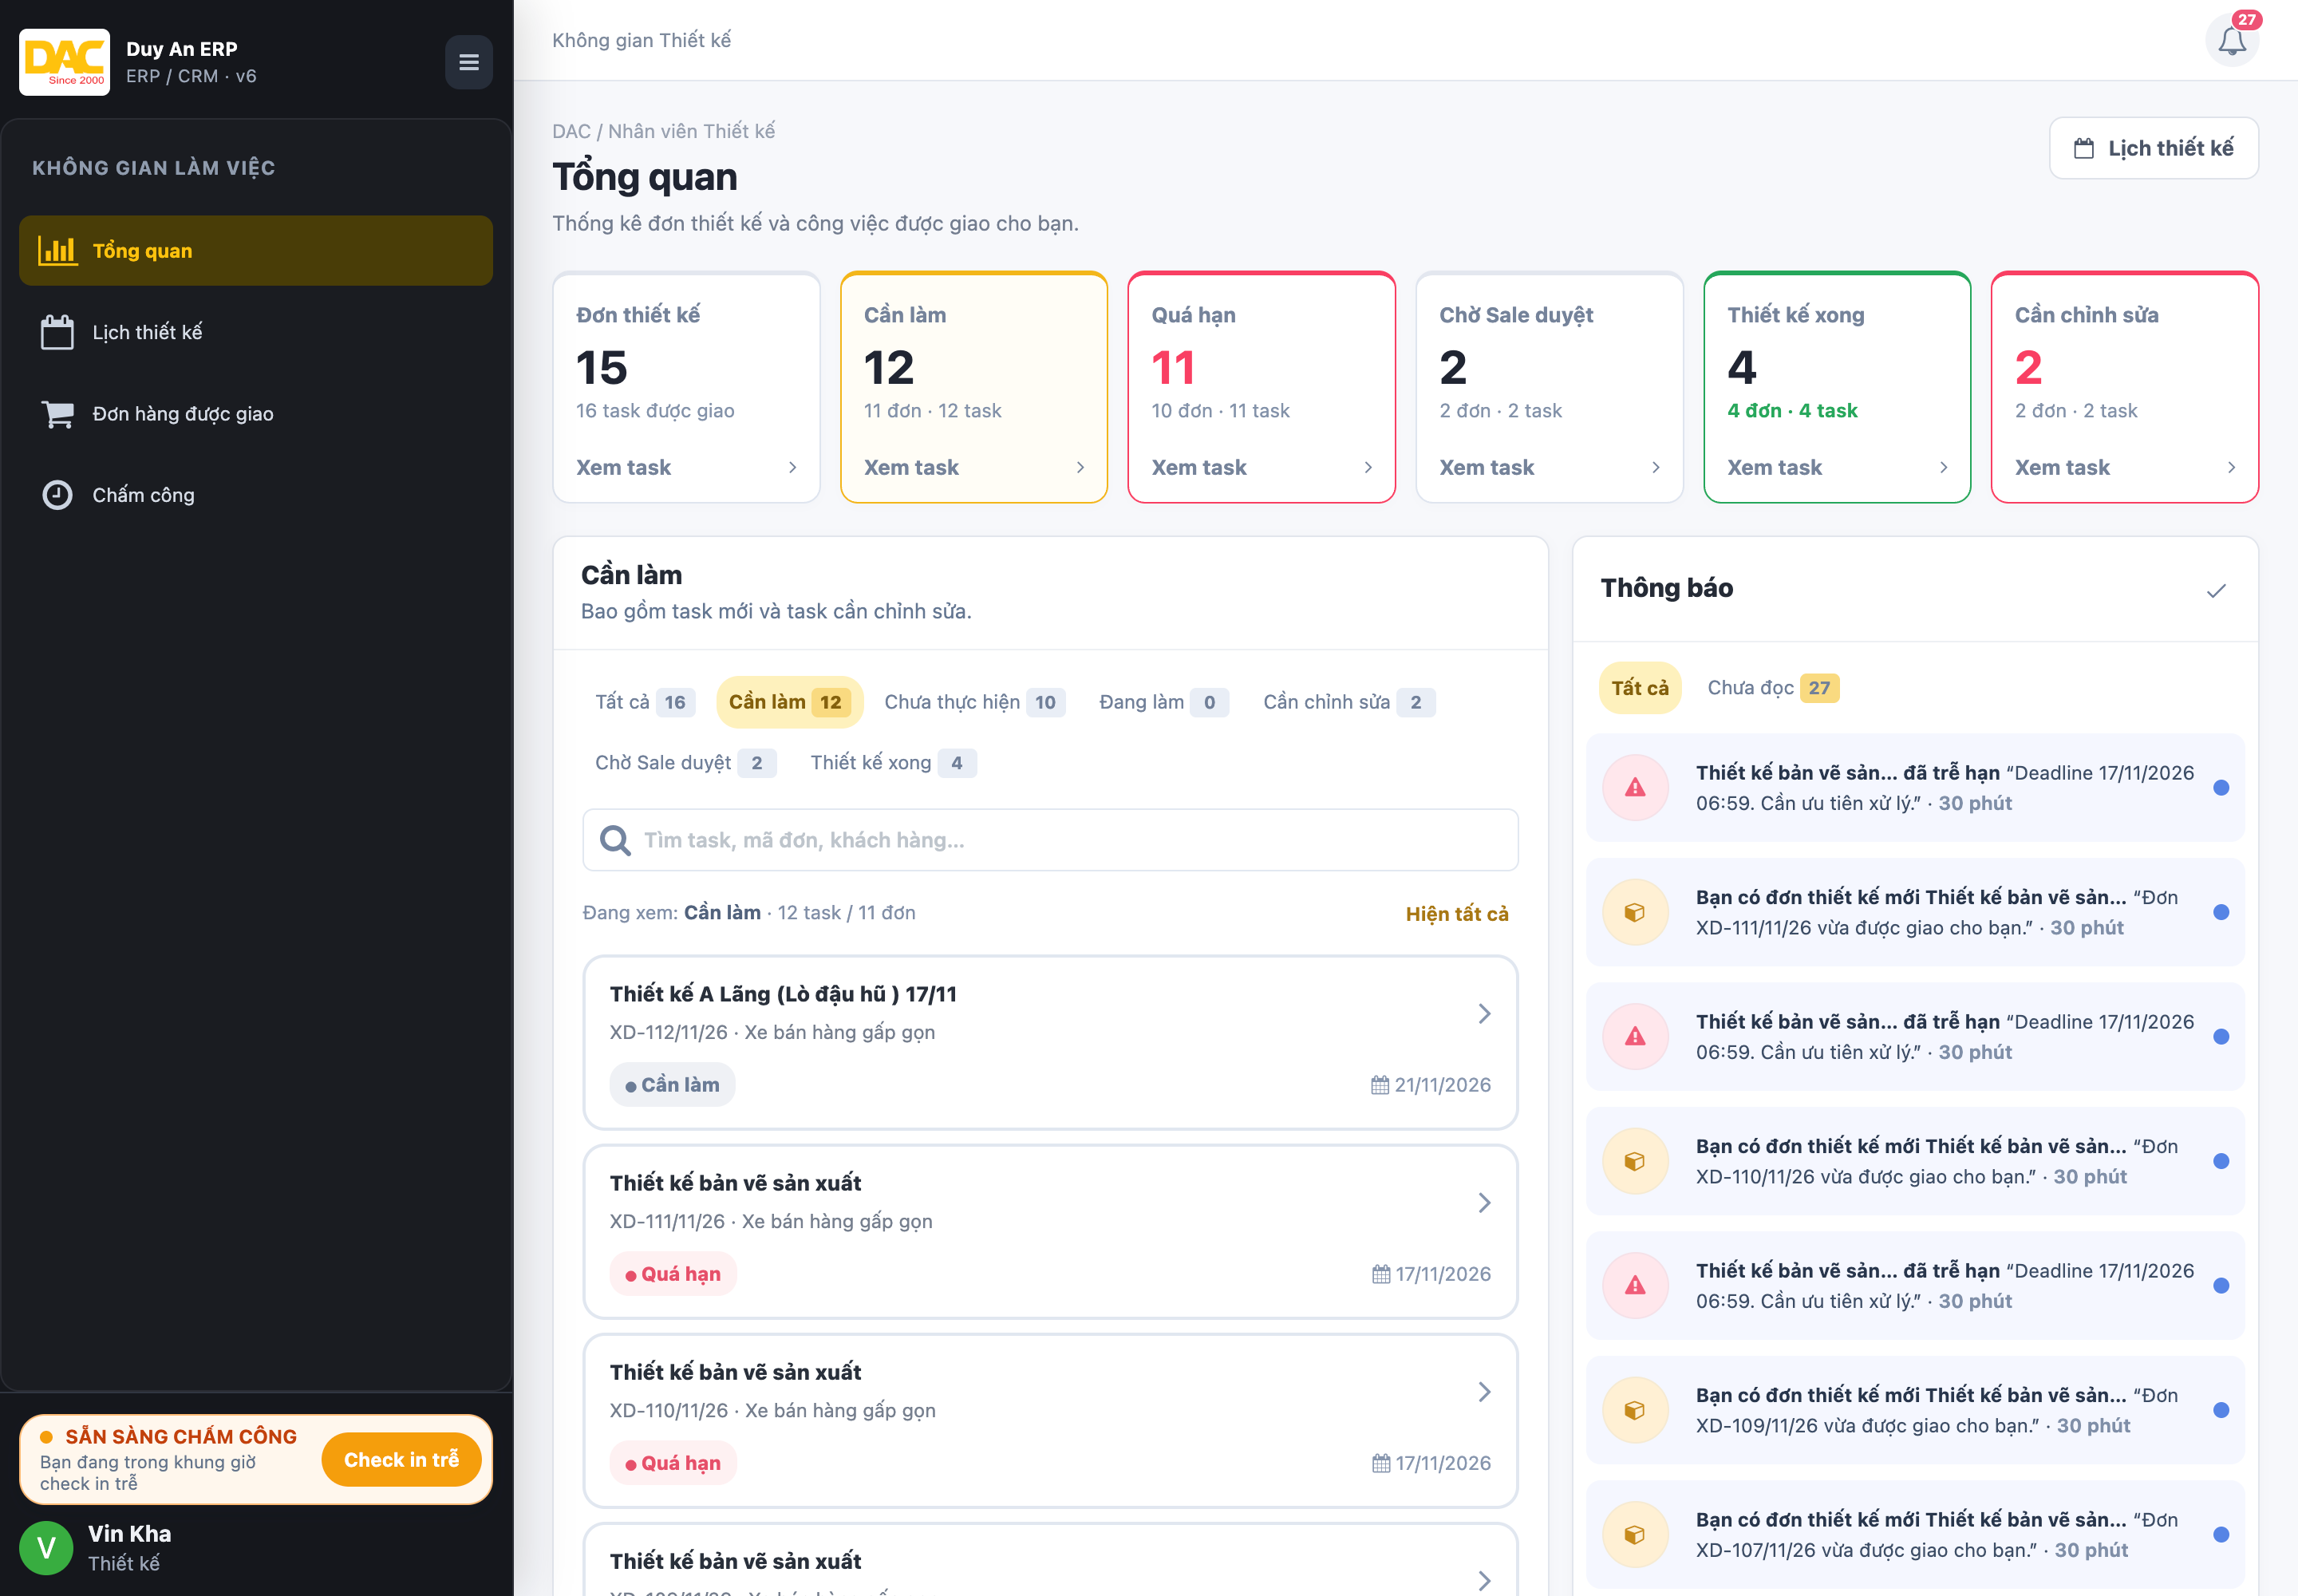 DAC
Since 2000
Duy An ERP
ERP / CRM · v6
KHÔNG GIAN LÀM VIỆC
Tổng quan
Lịch thiết kế
Đơn hàng được giao
Chấm công
SẴN SÀNG CHẤM CÔNG
Bạn đang trong khung giờ
check in trễ
Check in trễ
V
Vin Kha
Thiết kế
Không gian Thiết kế
27
DAC / Nhân viên Thiết kế
Tổng quan
Thống kê đơn thiết kế và công việc được giao cho bạn.
Lịch thiết kế
Đơn thiết kế
15
16 task được giao
Xem task
Cần làm
12
11 đơn · 12 task
Xem task
Quá hạn
11
10 đơn · 11 task
Xem task
Chờ Sale duyệt
2
2 đơn · 2 task
Xem task
Thiết kế xong
4
4 đơn · 4 task
Xem task
Cần chỉnh sửa
2
2 đơn · 2 task
Xem task
Cần làm
Bao gồm task mới và task cần chỉnh sửa.
Tất cả 16 Cần làm 12 Chưa thực hiện 10 Đang làm 0 Cần chỉnh sửa 2
Chờ Sale duyệt 2 Thiết kế xong 4
Tìm task, mã đơn, khách hàng...
Đang xem: Cần làm · 12 task / 11 đơn
Hiện tất cả
Thiết kế A Lãng (Lò đậu hũ ) 17/11
XD-112/11/26 · Xe bán hàng gấp gọn
Cần làm
21/11/2026
Thiết kế bản vẽ sản xuất
XD-111/11/26 · Xe bán hàng gấp gọn
Quá hạn
17/11/2026
Thiết kế bản vẽ sản xuất
XD-110/11/26 · Xe bán hàng gấp gọn
Quá hạn
17/11/2026
Thiết kế bản vẽ sản xuất
Thông báo
Tất cả Chưa đọc 27
Thiết kế bản vẽ sản... đã trễ hạn “Deadline 17/11/2026
06:59. Cần ưu tiên xử lý.” · 30 phút
Bạn có đơn thiết kế mới Thiết kế bản vẽ sản... “Đơn
XD-111/11/26 vừa được giao cho bạn.” · 30 phút
Thiết kế bản vẽ sản... đã trễ hạn “Deadline 17/11/2026
06:59. Cần ưu tiên xử lý.” · 30 phút
Bạn có đơn thiết kế mới Thiết kế bản vẽ sản... “Đơn
XD-110/11/26 vừa được giao cho bạn.” · 30 phút
Thiết kế bản vẽ sản... đã trễ hạn “Deadline 17/11/2026
06:59. Cần ưu tiên xử lý.” · 30 phút
Bạn có đơn thiết kế mới Thiết kế bản vẽ sản... “Đơn
XD-109/11/26 vừa được giao cho bạn.” · 30 phút
Bạn có đơn thiết kế mới Thiết kế bản vẽ sản... “Đơn
XD-107/11/26 vừa được giao cho bạn.” · 30 phút